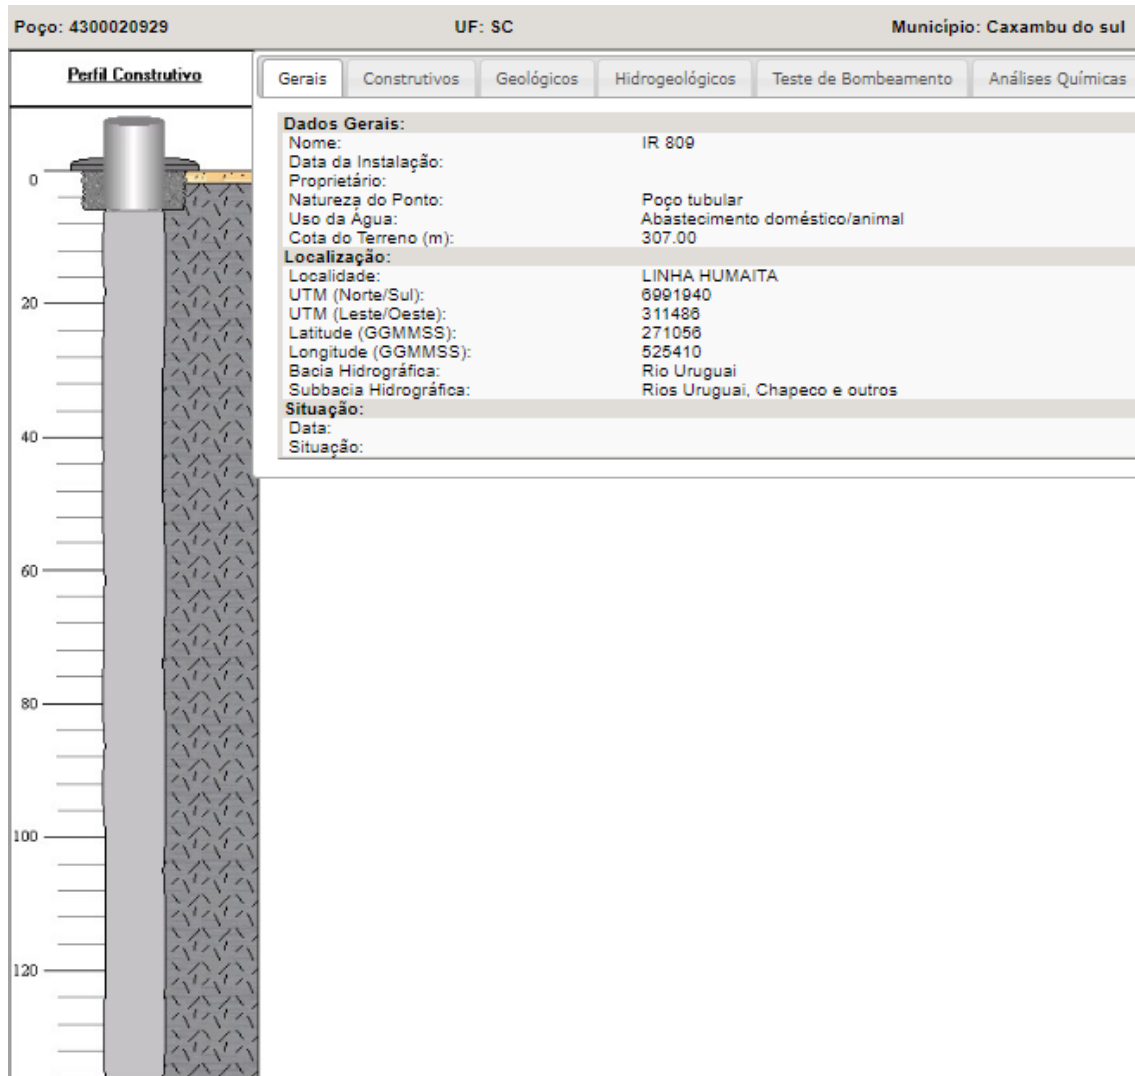 Poço: 4300020929 UF: SC Município: Caxambu do sul
Perfil Construtivo
Gerais Construtivos Geológicos Hidrogeológicos Teste de Bombeamento Análises Químicas
Dados Gerais:
Nome: IR 809
Data da Instalação:
Proprietário:
Natureza do Ponto: Poço tubular
Uso da Água: Abastecimento doméstico/animal
Cota do Terreno (m): 307.00
Localização:
Localidade: LINHA HUMAITA
UTM (Norte/Sul): 6991940
UTM (Leste/Oeste): 311486
Latitude (GGMMSS): 271056
Longitude (GGMMSS): 525410
Bacia Hidrográfica: Rio Uruguai
Subbacia Hidrográfica: Rios Uruguai, Chapeco e outros
Situação:
Data:
Situação:
0
20
40
60
80
100
120